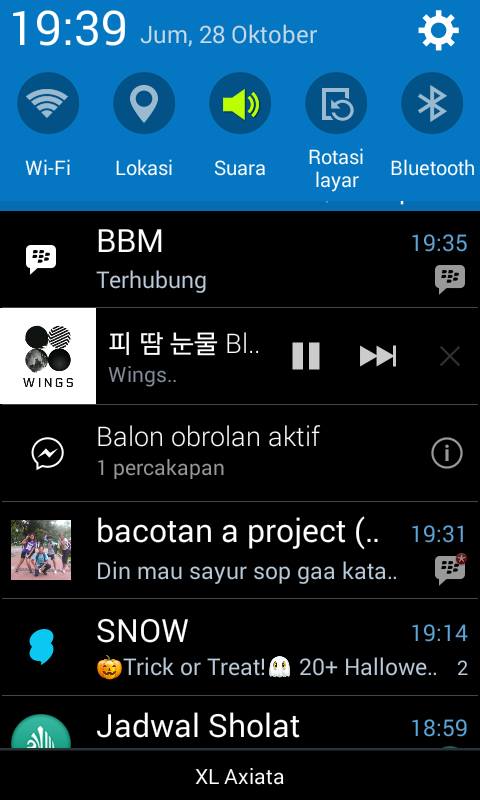 19:39 Jum, 28 Oktober
Wi-Fi
Lokasi
Suara
Rotasi
layar
Bluetooth
BBM 19:35
Terhubung
WINGS
피 땀 눈물 Bl..
Wings..
Balon obrolan aktif
1 percakapan
bacotan a project (.. 19:31
Din mau sayur sop gaa kata..
SNOW 19:14
🎃Trick or Treat!👻 20+ Hallowe.. 2
Jadwal Sholat 18:59
XL Axiata